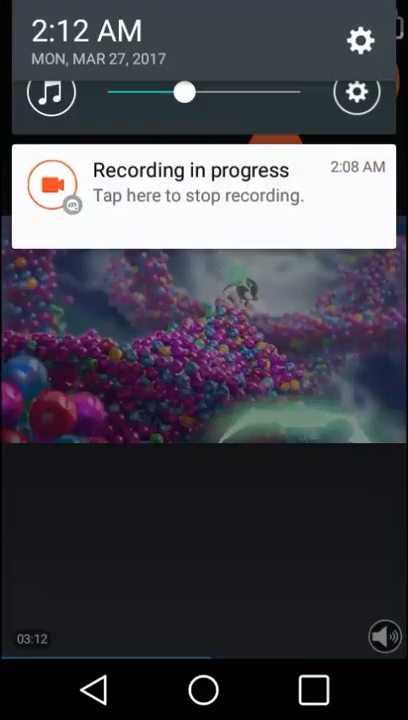 2:12 AM
MON, MAR 27, 2017
Recording in progress
2:08 AM
Tap here to stop recording.
03:12